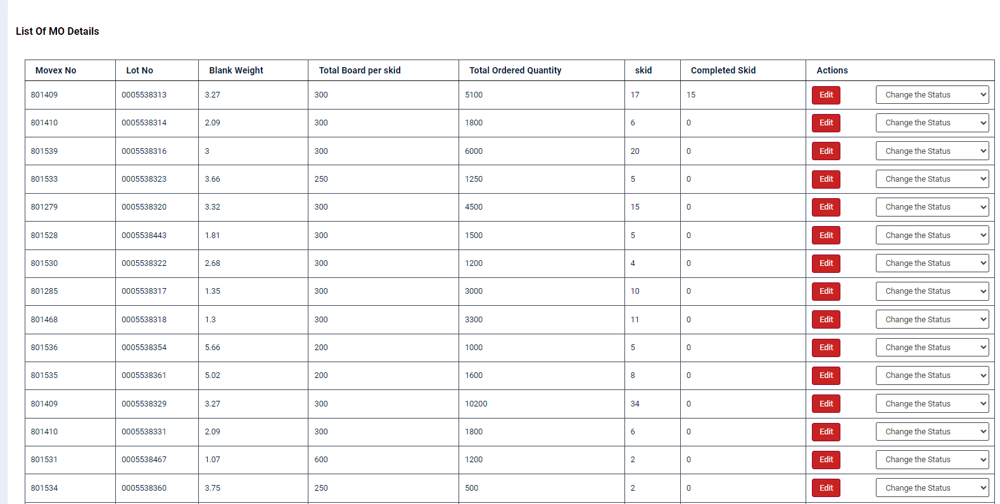 List Of MO Details
Movex No Lot No Blank Weight Total Board per skid Total Ordered Quantity skid Completed Skid Actions
801409 0005538313 3.27 300 5100 17 15 Edit Change the Status
801410 0005538314 2.09 300 1800 6 0 Edit Change the Status
801539 0005538316 3 300 6000 20 0 Edit Change the Status
801533 0005538323 3.66 250 1250 5 0 Edit Change the Status
801279 0005538320 3.32 300 4500 15 0 Edit Change the Status
801528 0005538443 1.81 300 1500 5 0 Edit Change the Status
801530 0005538322 2.68 300 1200 4 0 Edit Change the Status
801285 0005538317 1.35 300 3000 10 0 Edit Change the Status
801468 0005538318 1.3 300 3300 11 0 Edit Change the Status
801536 0005538354 5.66 200 1000 5 0 Edit Change the Status
801535 0005538361 5.02 200 1600 8 0 Edit Change the Status
801409 0005538329 3.27 300 10200 34 0 Edit Change the Status
801410 0005538331 2.09 300 1800 6 0 Edit Change the Status
801531 0005538467 1.07 600 1200 2 0 Edit Change the Status
801534 0005538360 3.75 250 500 2 0 Edit Change the Status